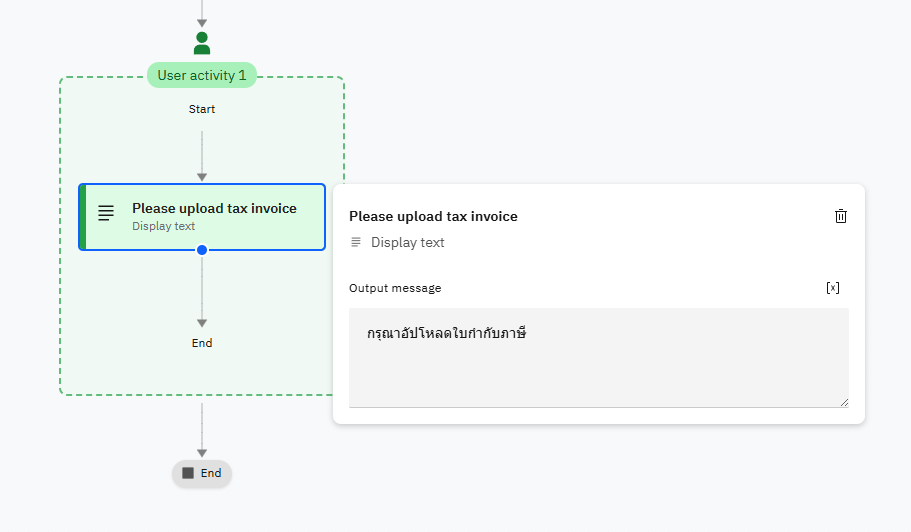 User activity 1
Start
Please upload tax invoice
Display text
End
End
Please upload tax invoice
Display text
Output message
[x]
กรุณาอัปโหลดใบกำกับภาษี